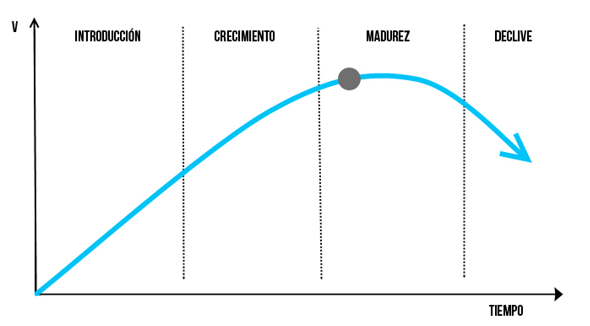 V
INTRODUCCIÓN
CRECIMIENTO
MADUREZ
DECLIVE
TIEMPO